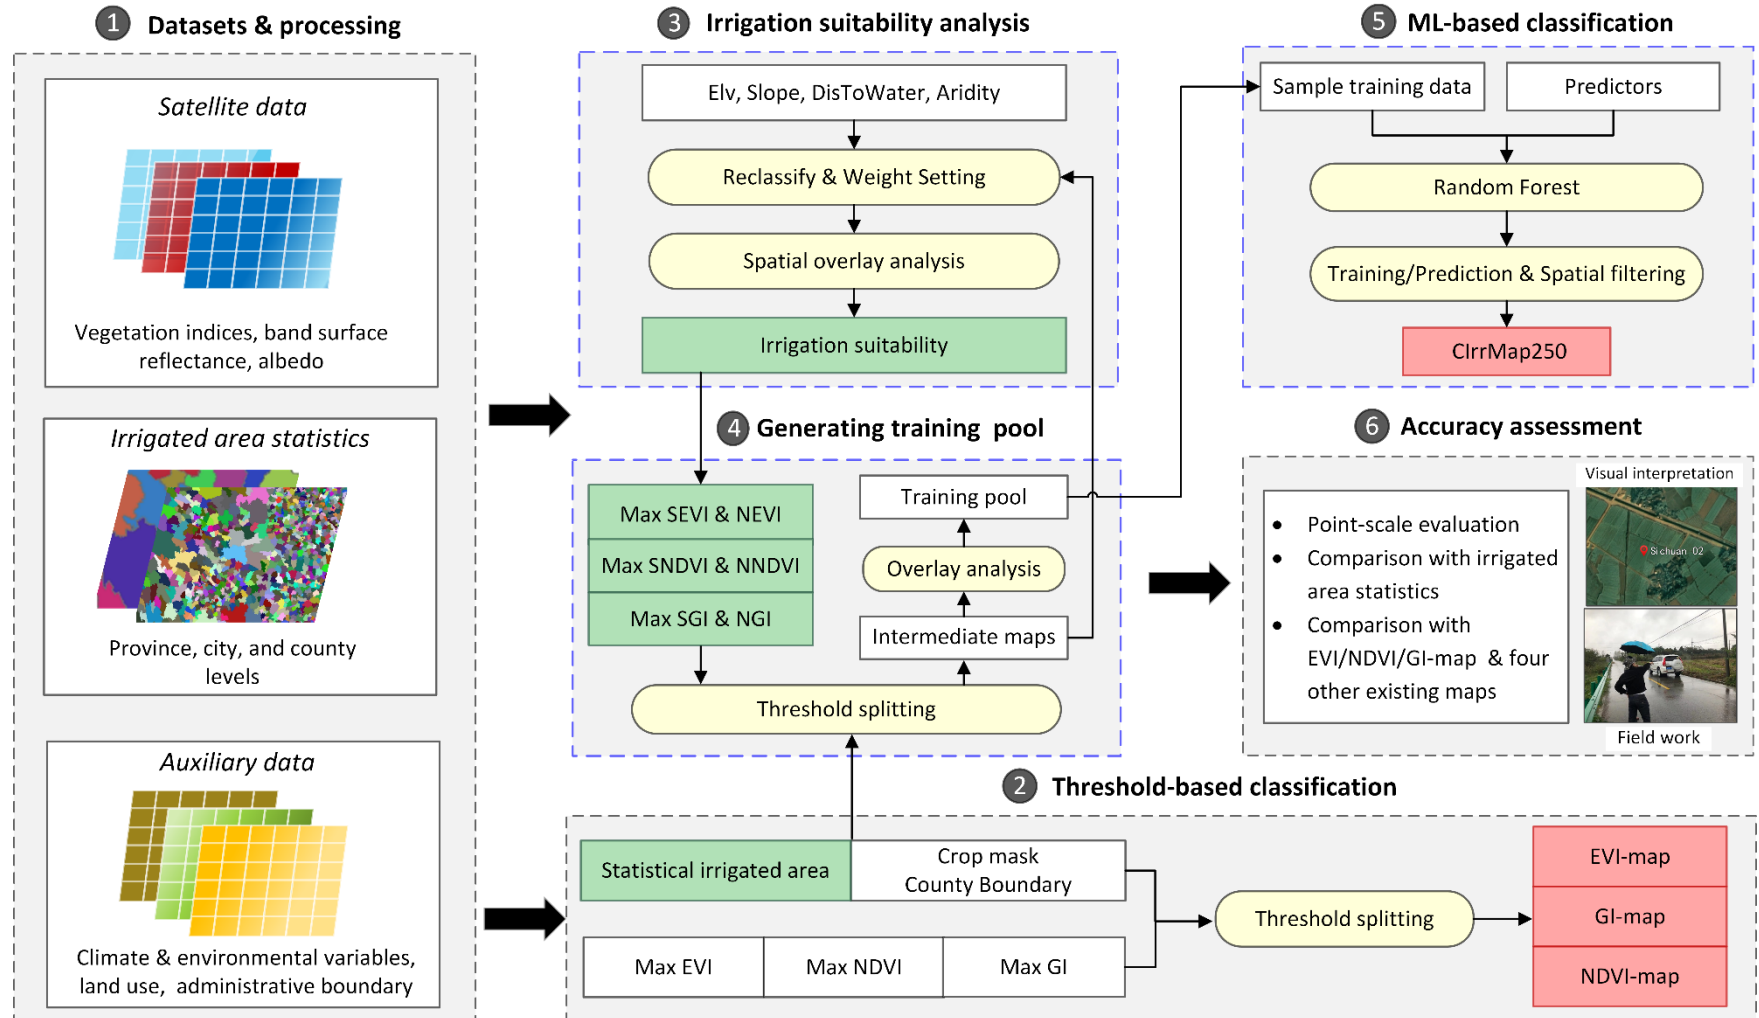 1 Datasets & processing
Satellite data
Vegetation indices, band surface
reflectance, albedo
Irrigated area statistics
Province, city, and county
levels
Auxiliary data
Climate & environmental variables,
land use, administrative boundary
3 Irrigation suitability analysis
Elv, Slope, DisToWater, Aridity
Reclassify & Weight Setting
Spatial overlay analysis
Irrigation suitability
4 Generating training pool
Max SEVI & NEVI
Max SNDVI & NNDVI
Max SGI & NGI
Training pool
Overlay analysis
Intermediate maps
Threshold splitting
5 ML-based classification
Sample training data
Predictors
Random Forest
Training/Prediction & Spatial filtering
CIrrMap250
6 Accuracy assessment
• Point-scale evaluation
• Comparison with irrigated
area statistics
• Comparison with
EVI/NDVI/GI-map & four
other existing maps
Visual interpretation
Si chuan 02
Field work
2 Threshold-based classification
Statistical irrigated area
Crop mask
County Boundary
Max EVI
Max NDVI
Max GI
Threshold splitting
EVI-map
GI-map
NDVI-map